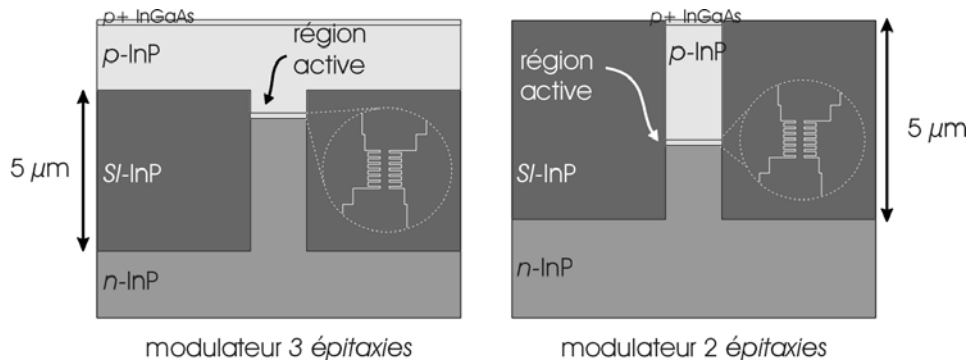 p+ InGaAs
p-InP
région
active
5 µm
SI-InP
n-InP
modulateur 3 épitaxies
p+ InGaAs
p-InP
région
active
5 µm
SI-InP
n-InP
modulateur 2 épitaxies